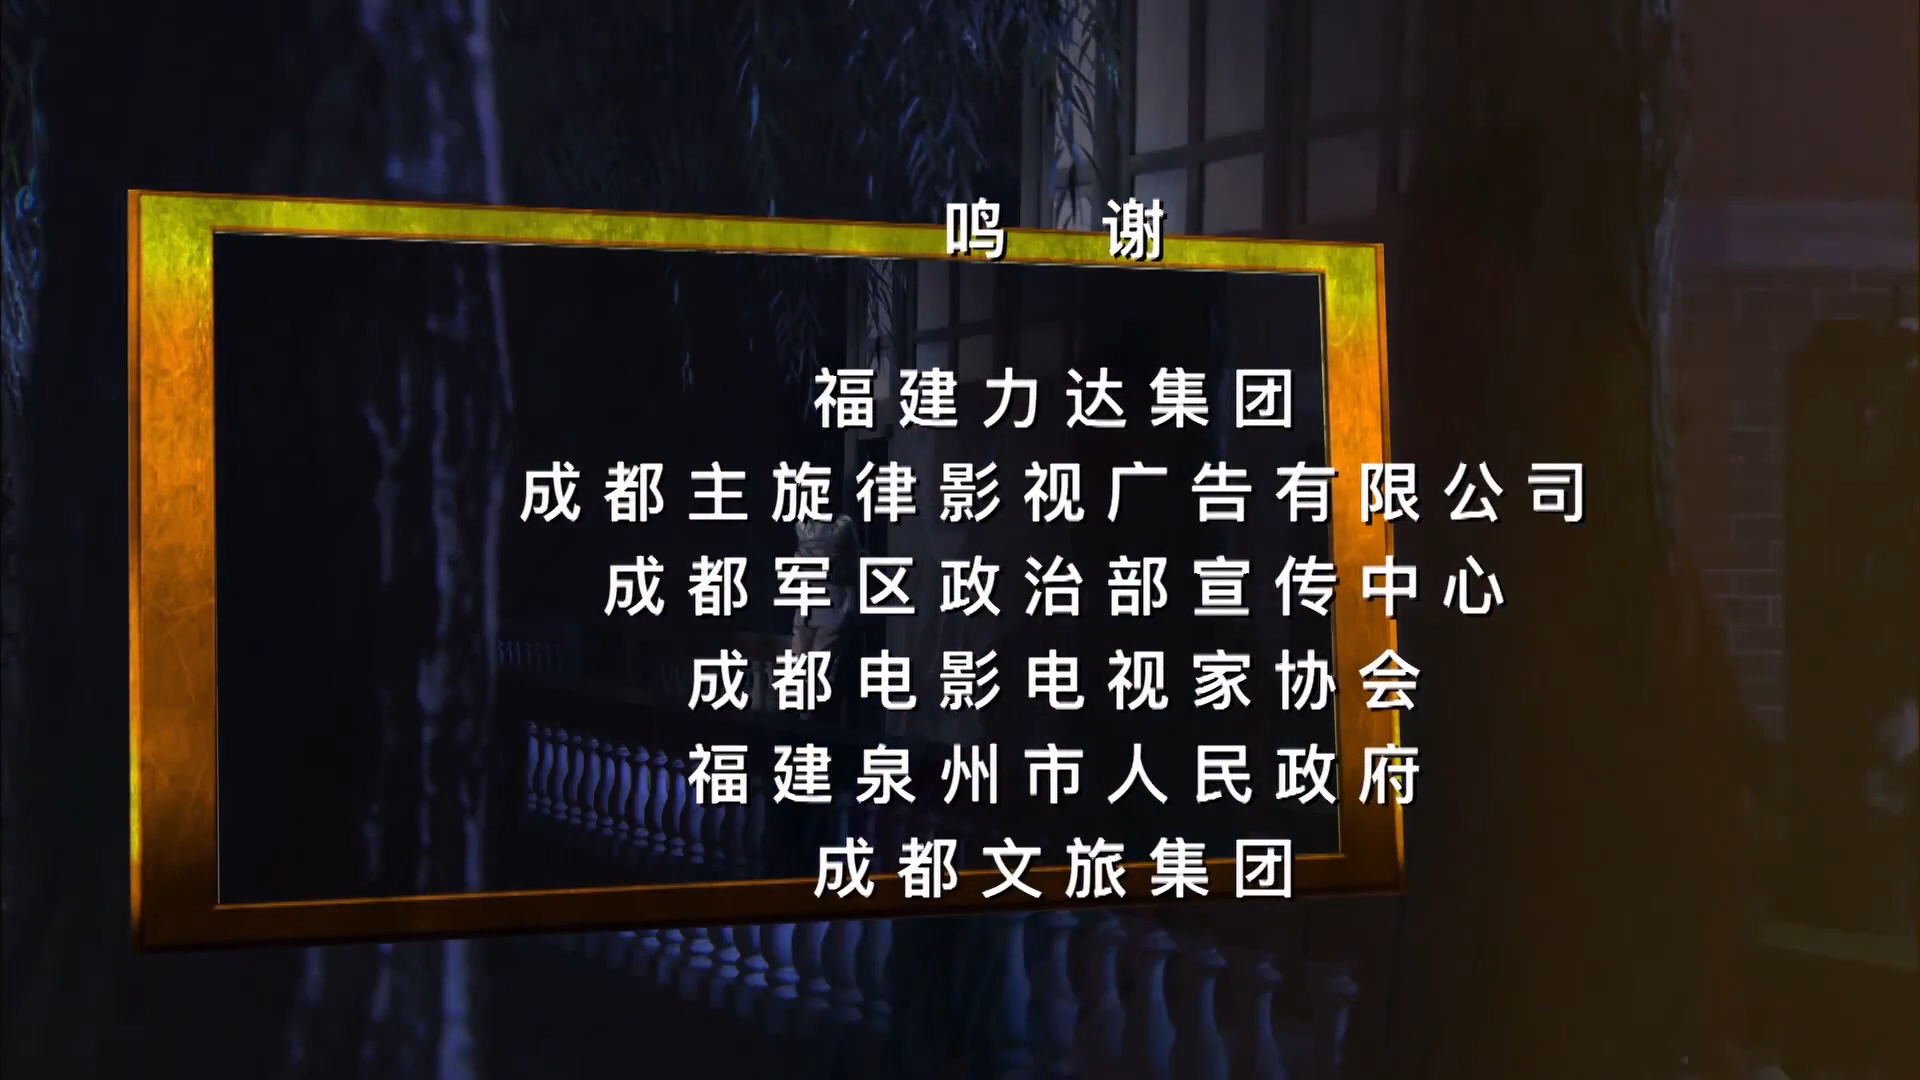 鸣 谢
福建力达集团
成都主旋律影视广告有限公司
成都军区政治部宣传中心
成都电影电视家协会
福建泉州市人民政府
成都文旅集团